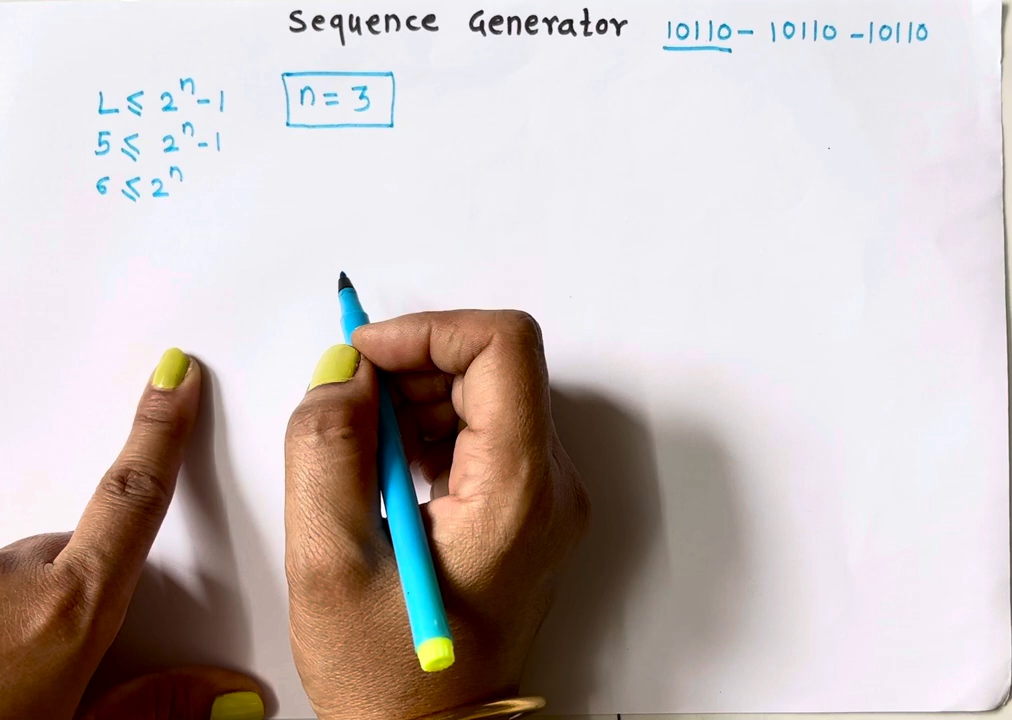 Sequence Generator 10110 - 10110 - 10110
L ≤ 2ⁿ - 1
n = 3
5 ≤ 2ⁿ - 1
6 ≤ 2ⁿ